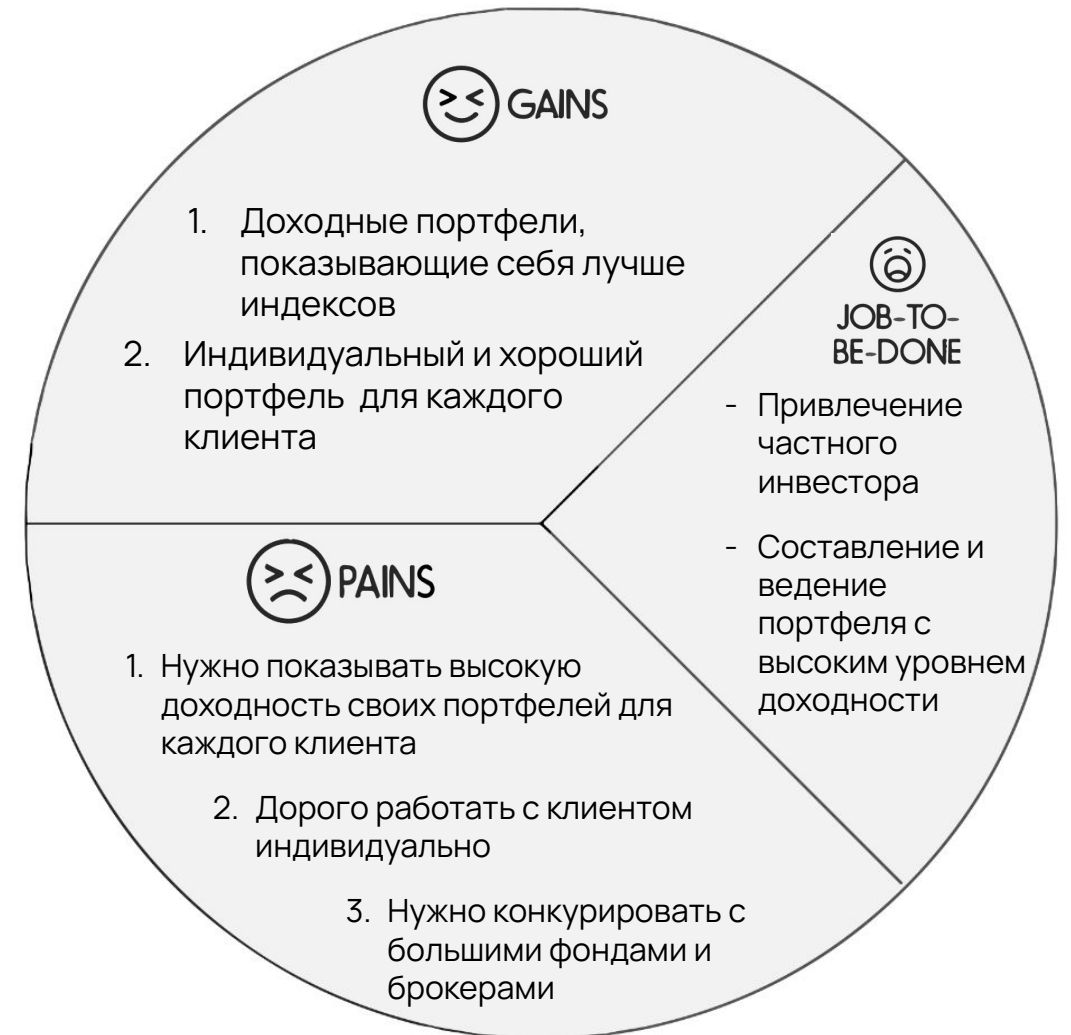 GAINS
1. Доходные портфели,
показывающие себя лучше
индексов
2. Индивидуальный и хороший
портфель для каждого
клиента
JOB-TO-
BE-DONE
- Привлечение
частного
инвестора
- Составление и
ведение
портфеля с
высоким уровнем
доходности
PAINS
1. Нужно показывать высокую
доходность своих портфелей для
каждого клиента
2. Дорого работать с клиентом
индивидуально
3. Нужно конкурировать с
большими фондами и
брокерами